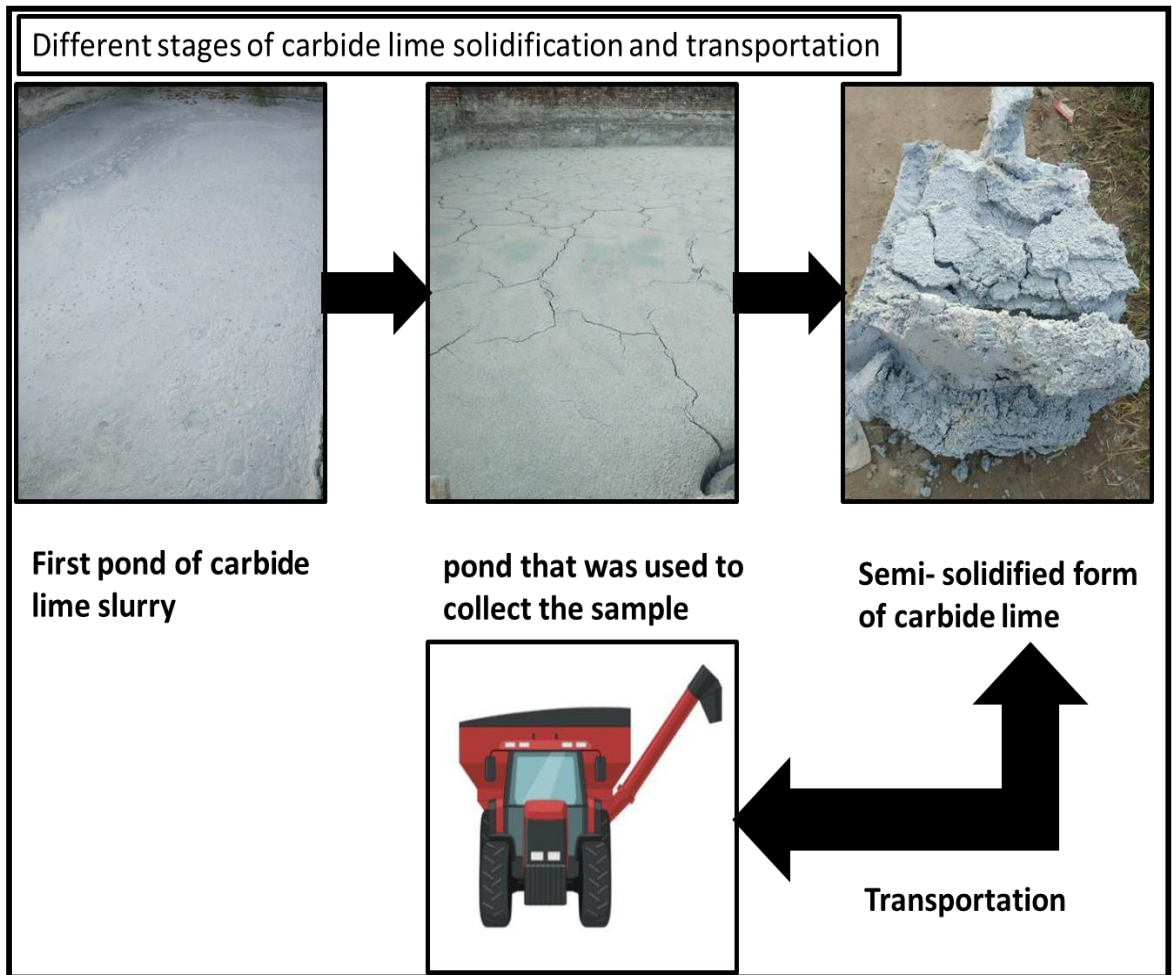 Different stages of carbide lime solidification and transportation
First pond of carbide
lime slurry
pond that was used to
collect the sample
Semi- solidified form
of carbide lime
Transportation